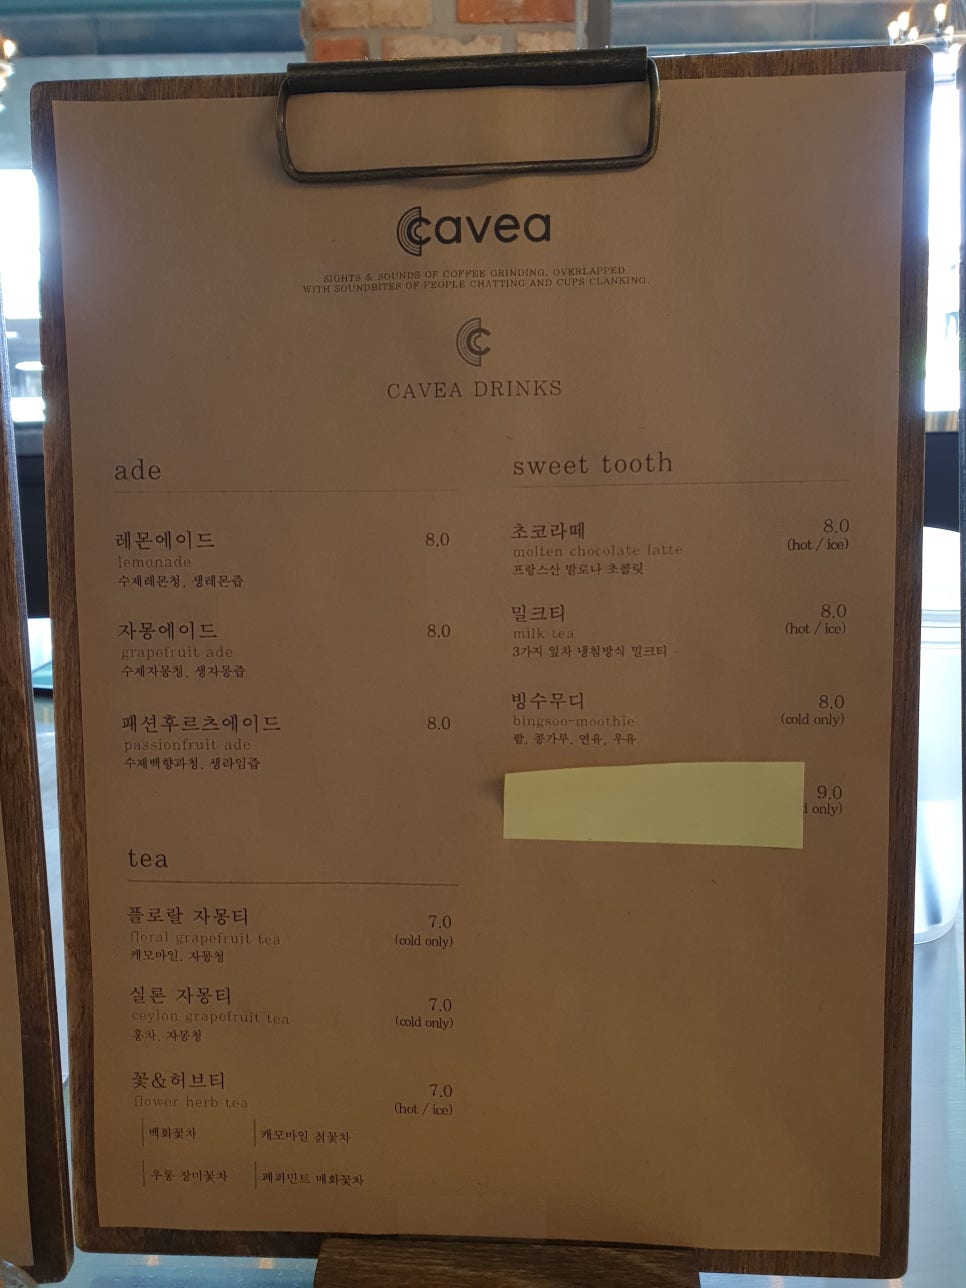 cavea
SIGHTS & SOUNDS OF COFFEE GRINDING, OVERLAPPED
WITH SOUNDBITES OF PEOPLE CHATTING AND CUPS CLANKING.
CAVEA DRINKS
ade
레몬에이드 8.0
lemonade
수제레몬청, 생레몬즙
자몽에이드 8.0
grapefruit ade
수제자몽청, 생자몽즙
패션후르츠에이드 8.0
passionfruit ade
수제백향과청, 생라임즙
tea
플로랄 자몽티 7.0
floral grapefruit tea (cold only)
캐모마일, 자몽청
실론 자몽티 7.0
ceylon grapefruit tea (cold only)
홍차, 자몽청
꽃&허브티 7.0
flower herb tea (hot / ice)
백화꽃차 캐모마일 칡꽃차
우롱 장미꽃차 페퍼민트 매화꽃차
sweet tooth
초코라떼 8.0
molten chocolate latte (hot / ice)
프랑스산 발로나 초콜릿
밀크티 8.0
milk tea (hot / ice)
3가지 잎차 냉침방식 밀크티
빙수무디 8.0
bingsoo-moothie (cold only)
팥, 콩가루, 연유, 우유
9.0
only)